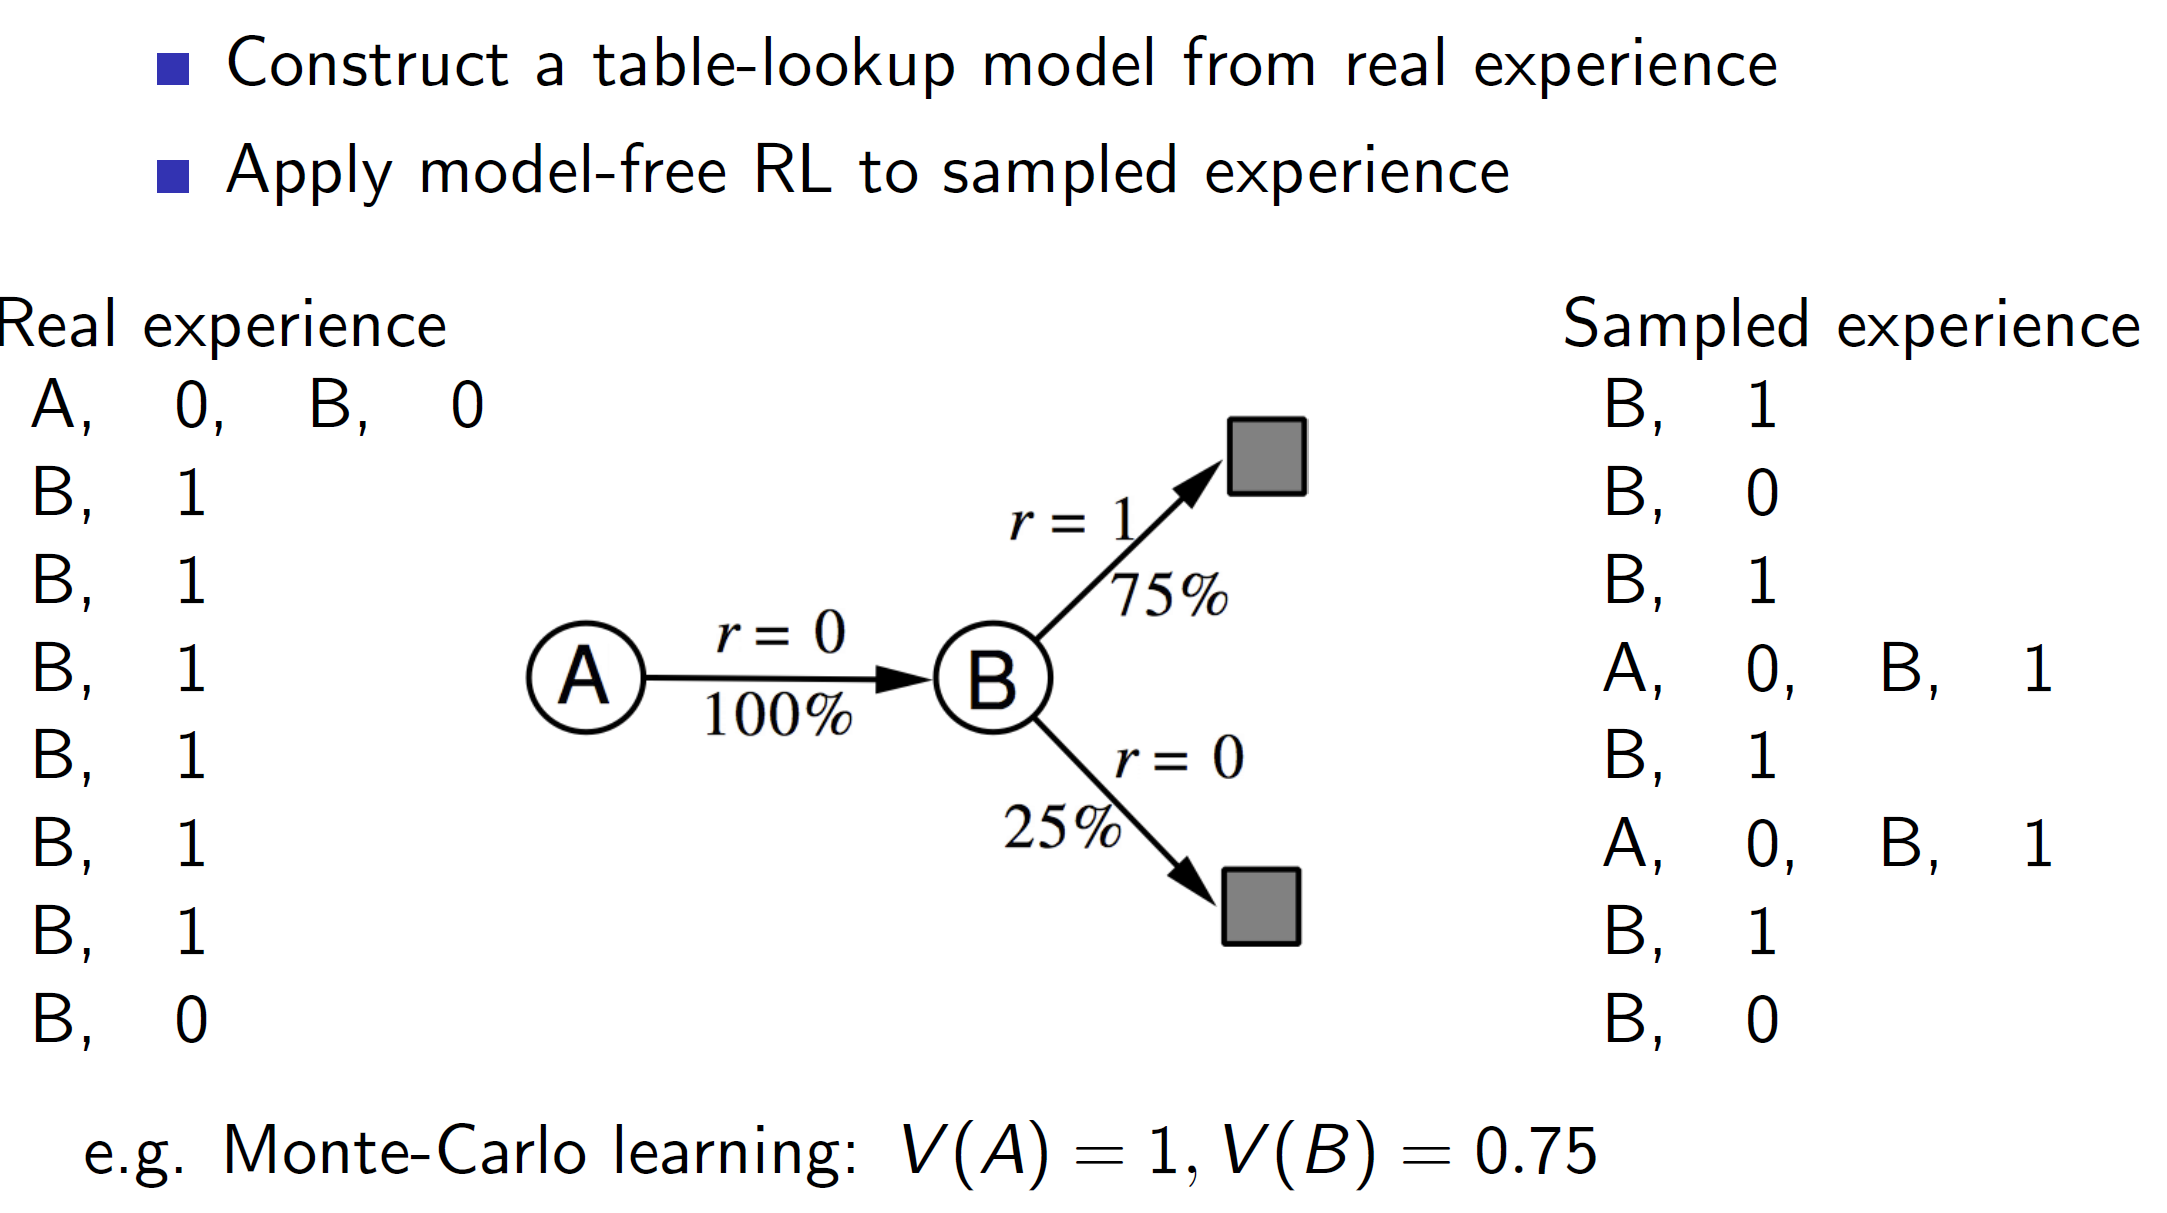 Construct a table-lookup model from real experience
Apply model-free RL to sampled experience
Real experience
A, 0, B, 0
B, 1
B, 1
B, 1
B, 1
B, 1
B, 1
B, 0
A
r = 0
100%
B
r = 1
75%
r = 0
25%
Sampled experience
B, 1
B, 0
B, 1
A, 0, B, 1
B, 1
A, 0, B, 1
B, 1
B, 0
e.g. Monte-Carlo learning: V(A) = 1, V(B) = 0.75